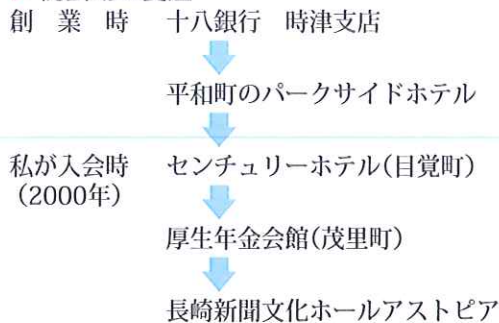 創業時 十八銀行 時津支店
平和町のパークサイドホテル
私が入会時 センチュリーホテル(目覚町)
(2000年)
厚生年金会館(茂里町)
長崎新聞文化ホールアストピア